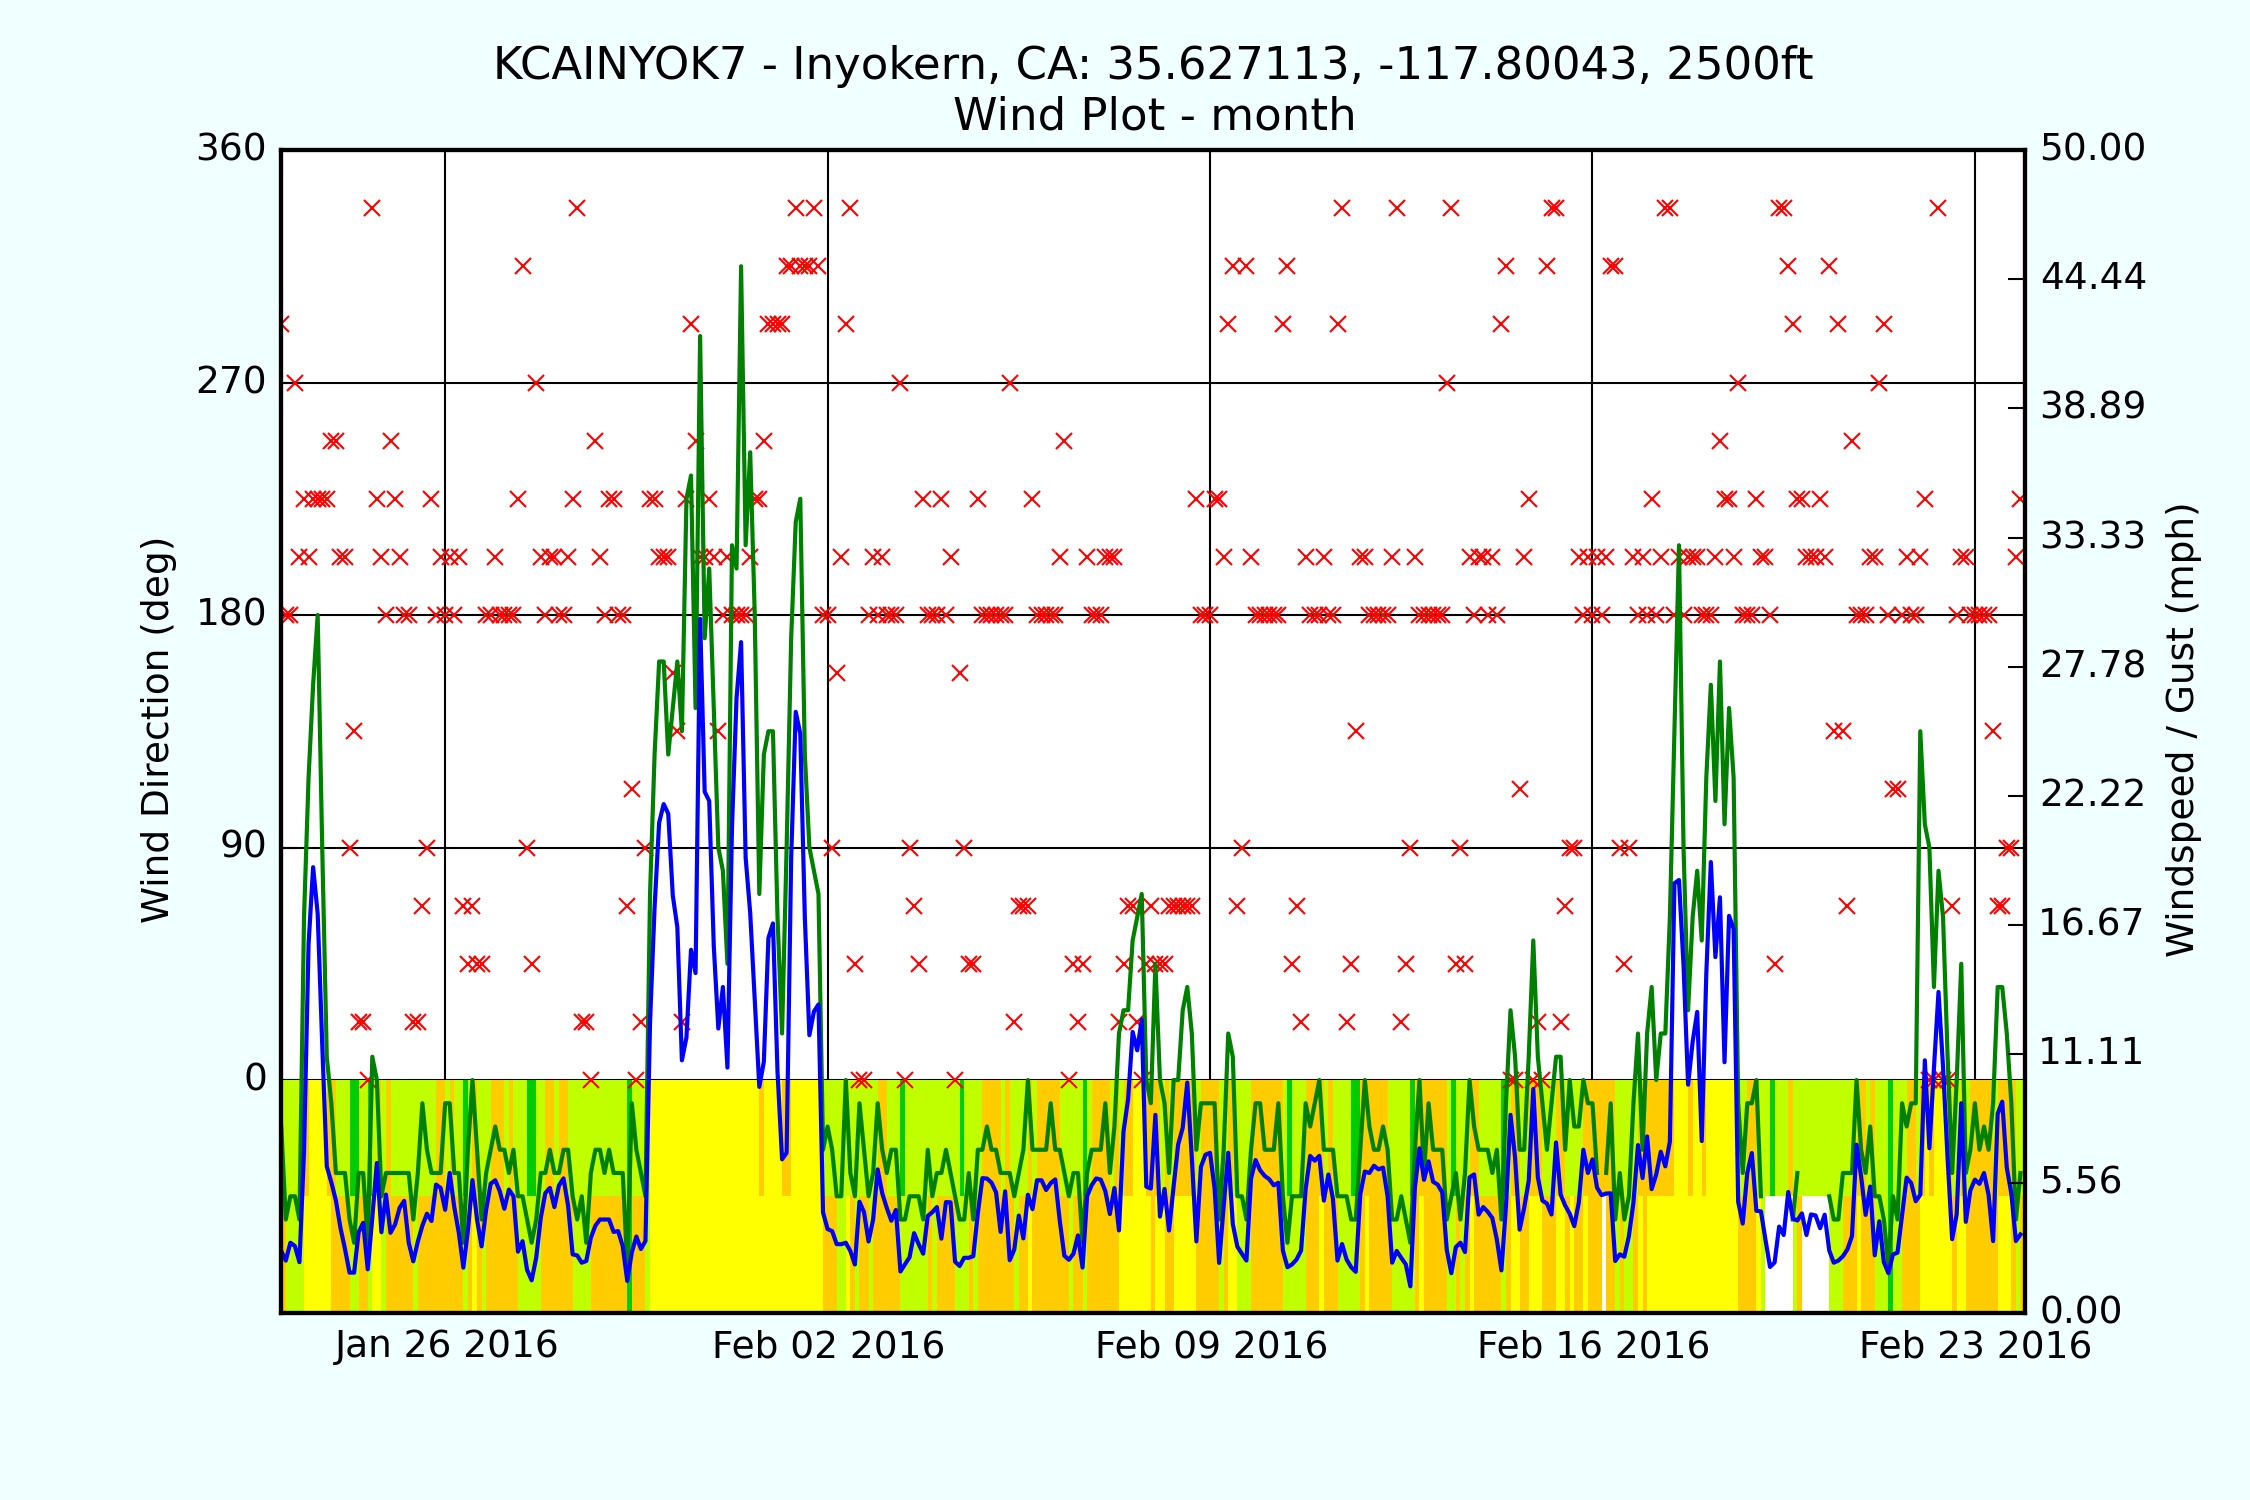 KCAINYOK7 - Inyokern, CA: 35.627113, -117.80043, 2500ft
Wind Plot - month
360
270
180
90
0
Wind Direction (deg)
50.00
44.44
38.89
33.33
27.78
22.22
16.67
11.11
5.56
0.00
Windspeed / Gust (mph)
Jan 26 2016
Feb 02 2016
Feb 09 2016
Feb 16 2016
Feb 23 2016